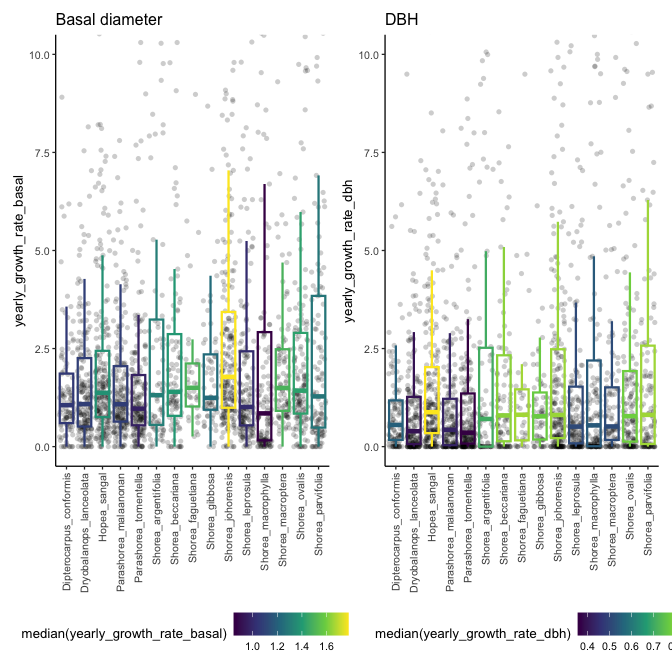 Basal diameter
DBH
yearly_growth_rate_basal
10.0
7.5
5.0
2.5
0.0
Dipterocarpus_conformis
Dryobalanops_lanceolata
Hopea_sangal
Parashorea_malaanonan
Parashorea_tomentella
Shorea_argentifolia
Shorea_beccariana
Shorea_faguetiana
Shorea_gibbosa
Shorea_johorensis
Shorea_leprosula
Shorea_macrophylla
Shorea_macroptera
Shorea_ovalis
Shorea_parvifolia
yearly_growth_rate_dbh
10.0
7.5
5.0
2.5
0.0
Dipterocarpus_conformis
Dryobalanops_lanceolata
Hopea_sangal
Parashorea_malaanonan
Parashorea_tomentella
Shorea_argentifolia
Shorea_beccariana
Shorea_faguetiana
Shorea_gibbosa
Shorea_johorensis
Shorea_leprosula
Shorea_macrophylla
Shorea_macroptera
Shorea_ovalis
Shorea_parvifolia
median(yearly_growth_rate_basal)
1.0 1.2 1.4 1.6
median(yearly_growth_rate_dbh)
0.4 0.5 0.6 0.7